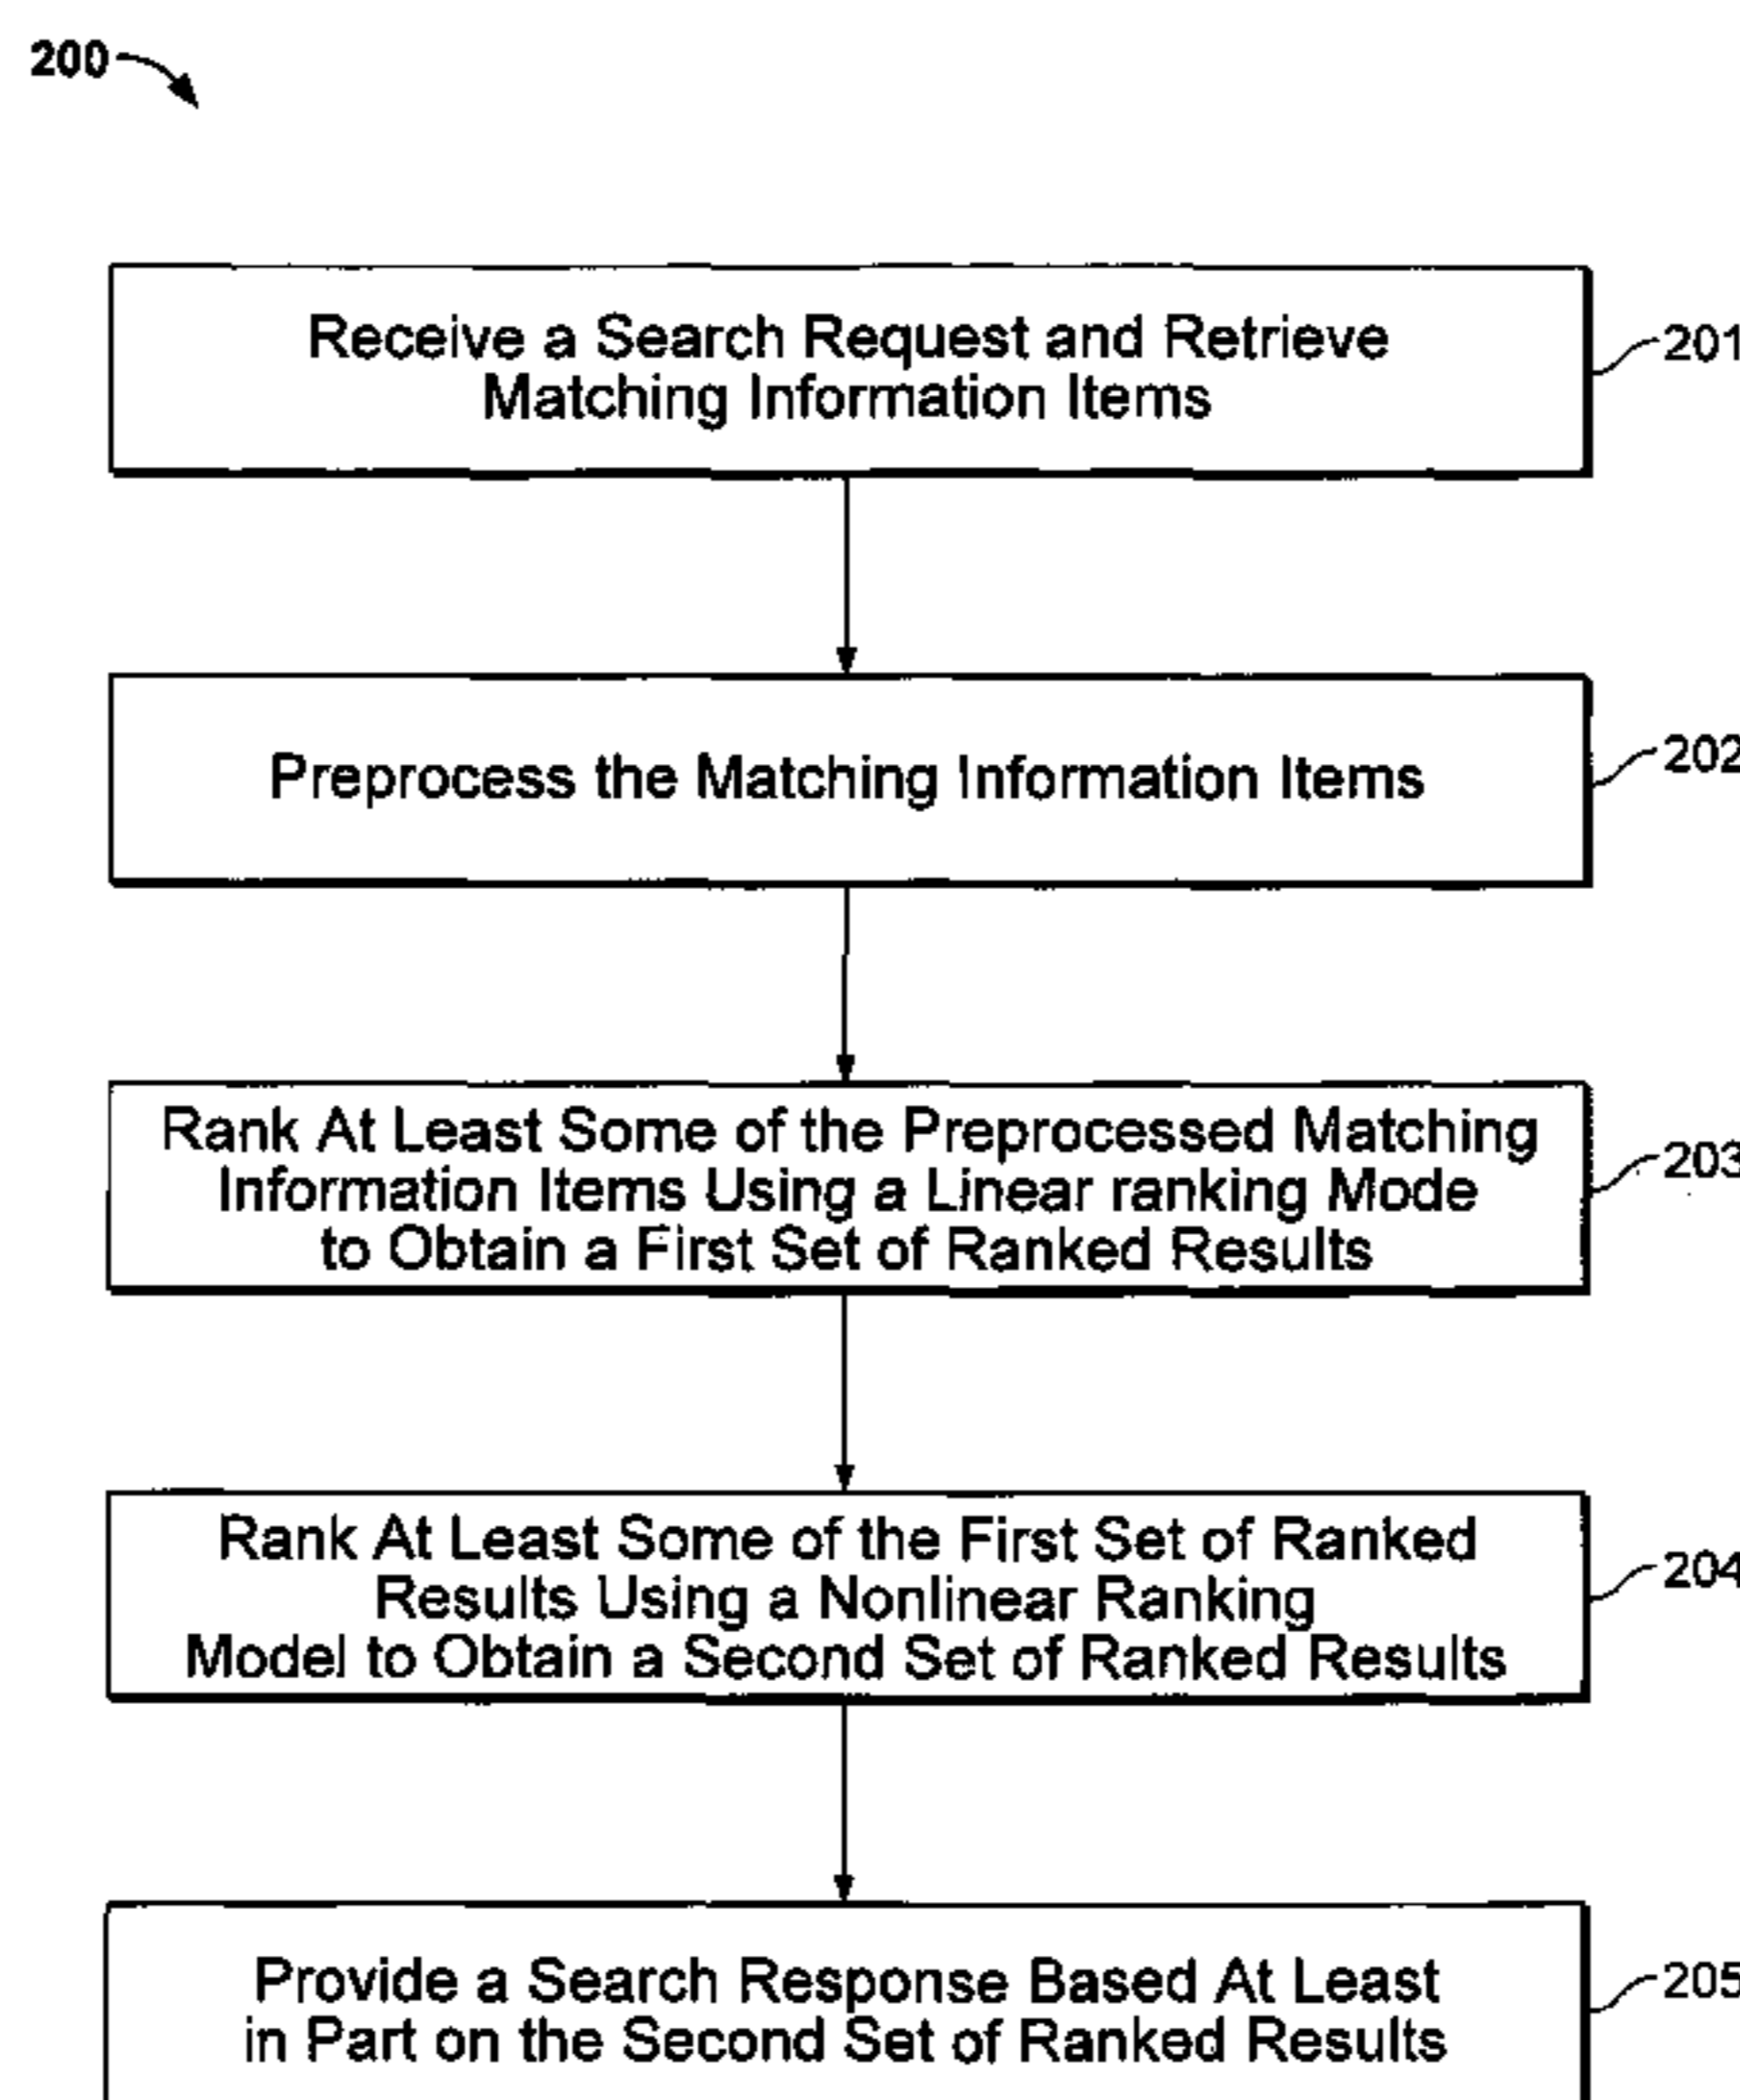 200
Receive a Search Request and Retrieve
Matching Information Items
201
Preprocess the Matching Information Items
202
Rank At Least Some of the Preprocessed Matching
Information Items Using a Linear ranking Mode
to Obtain a First Set of Ranked Results
203
Rank At Least Some of the First Set of Ranked
Results Using a Nonlinear Ranking
Model to Obtain a Second Set of Ranked Results
204
Provide a Search Response Based At Least
in Part on the Second Set of Ranked Results
205